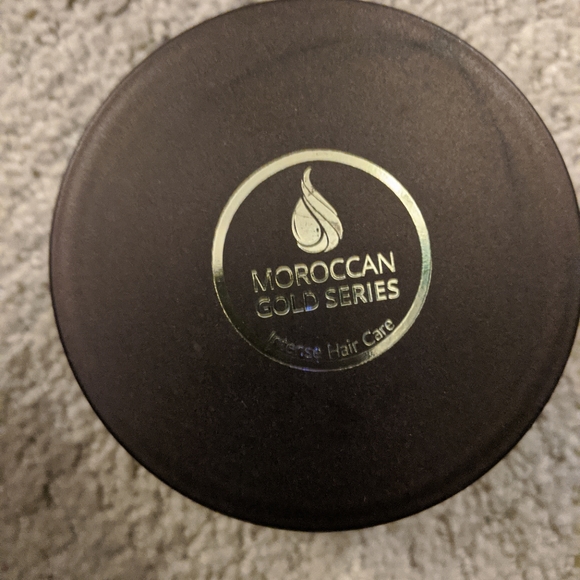 MOROCCAN
GOLD SERIES
Intense Hair Care